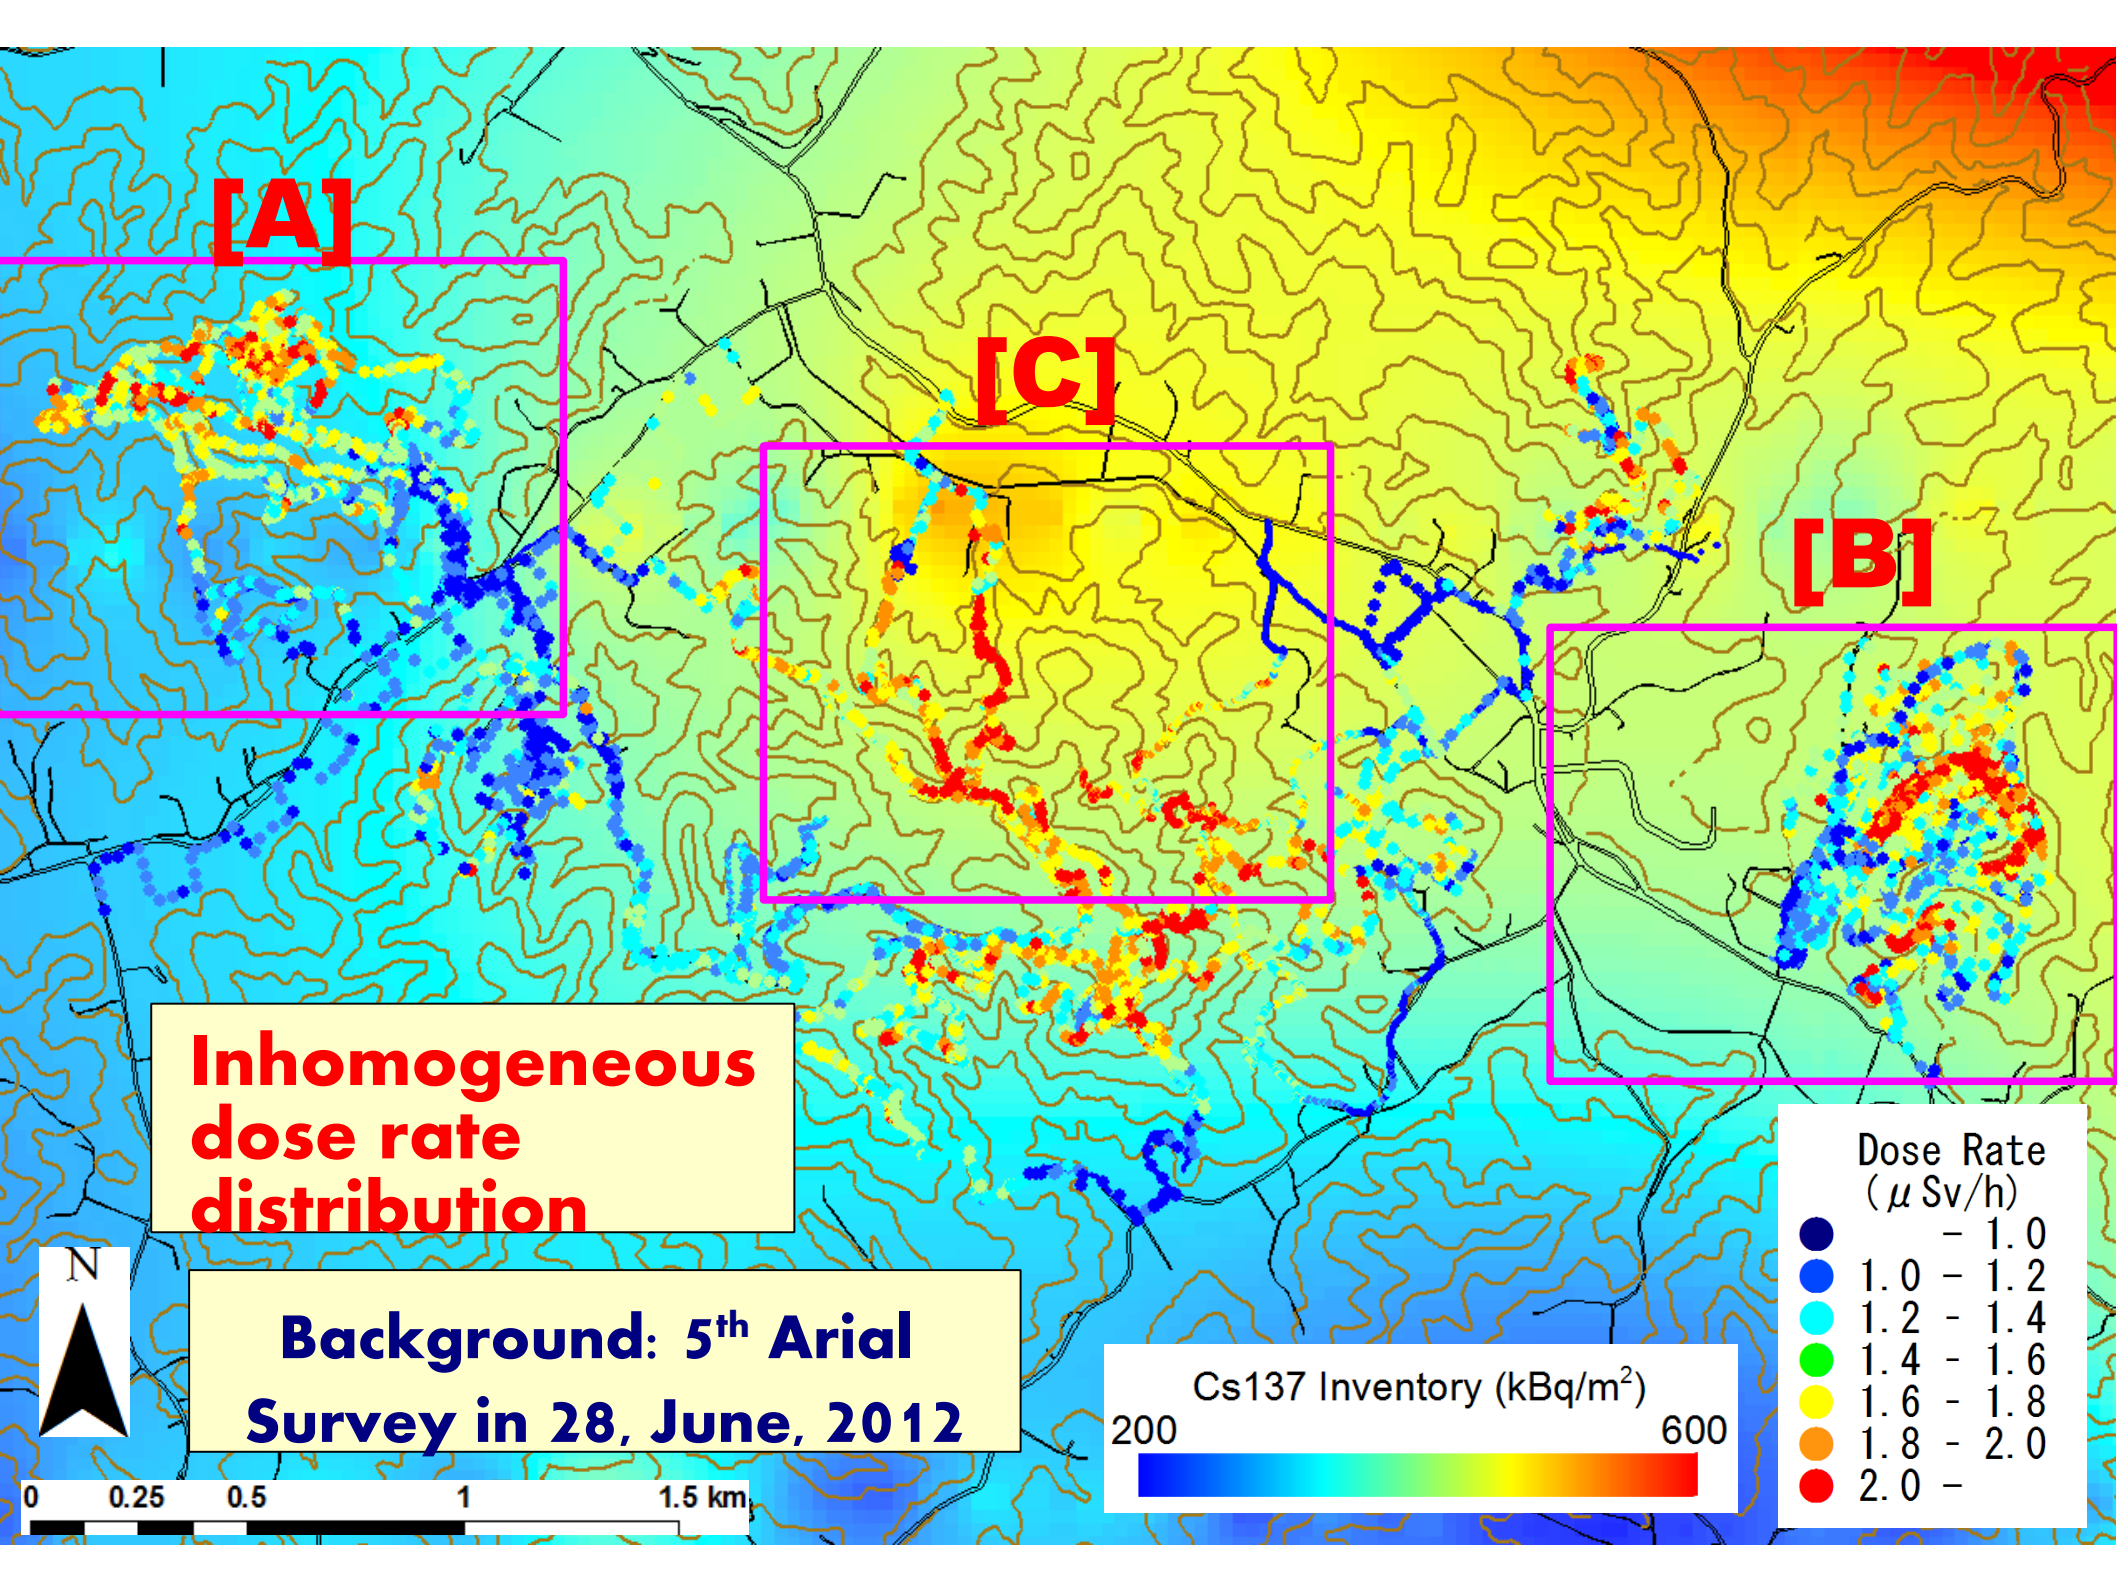 [A]
[C]
[B]
Inhomogeneous
dose rate
distribution
N
Background: 5th Arial
Survey in 28, June, 2012
0 0.25 0.5 1 1.5 km
Cs137 Inventory (kBq/m²)
200 600
Dose Rate
(μSv/h)
- 1.0
1.0 - 1.2
1.2 - 1.4
1.4 - 1.6
1.6 - 1.8
1.8 - 2.0
2.0 -